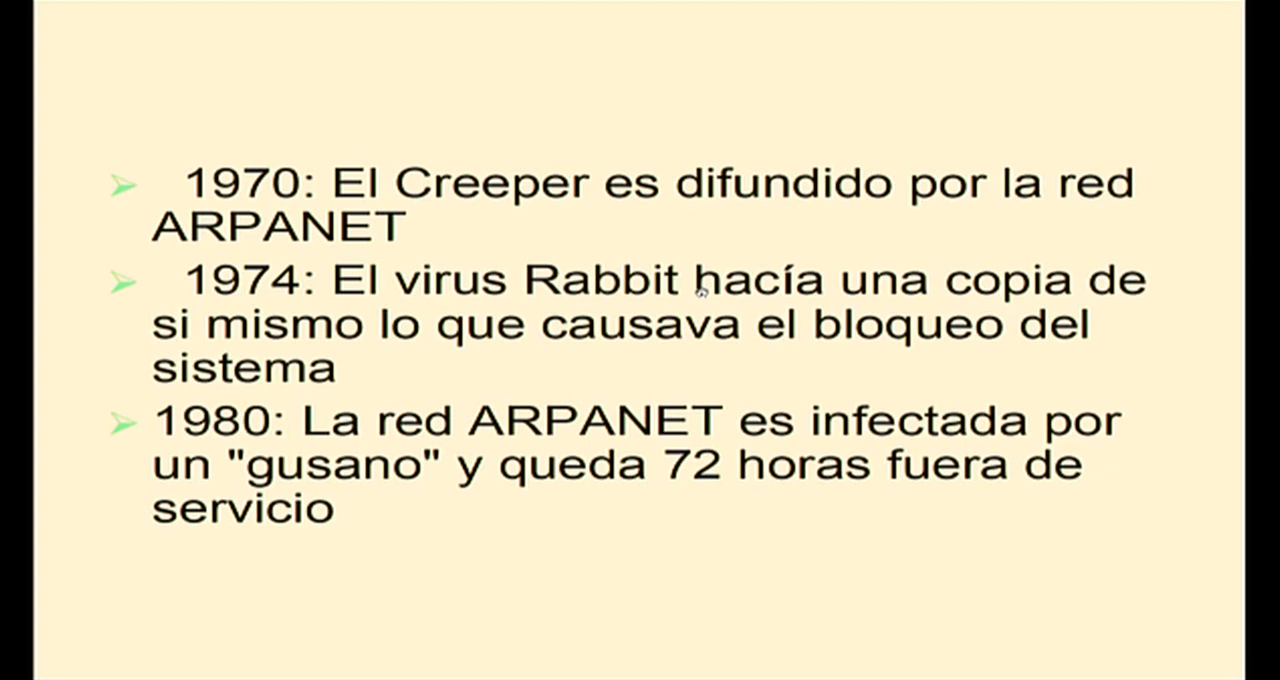 1970: El Creeper es difundido por la red
ARPANET
1974: El virus Rabbit hacía una copia de
si mismo lo que causava el bloqueo del
sistema
1980: La red ARPANET es infectada por
un "gusano" y queda 72 horas fuera de
servicio